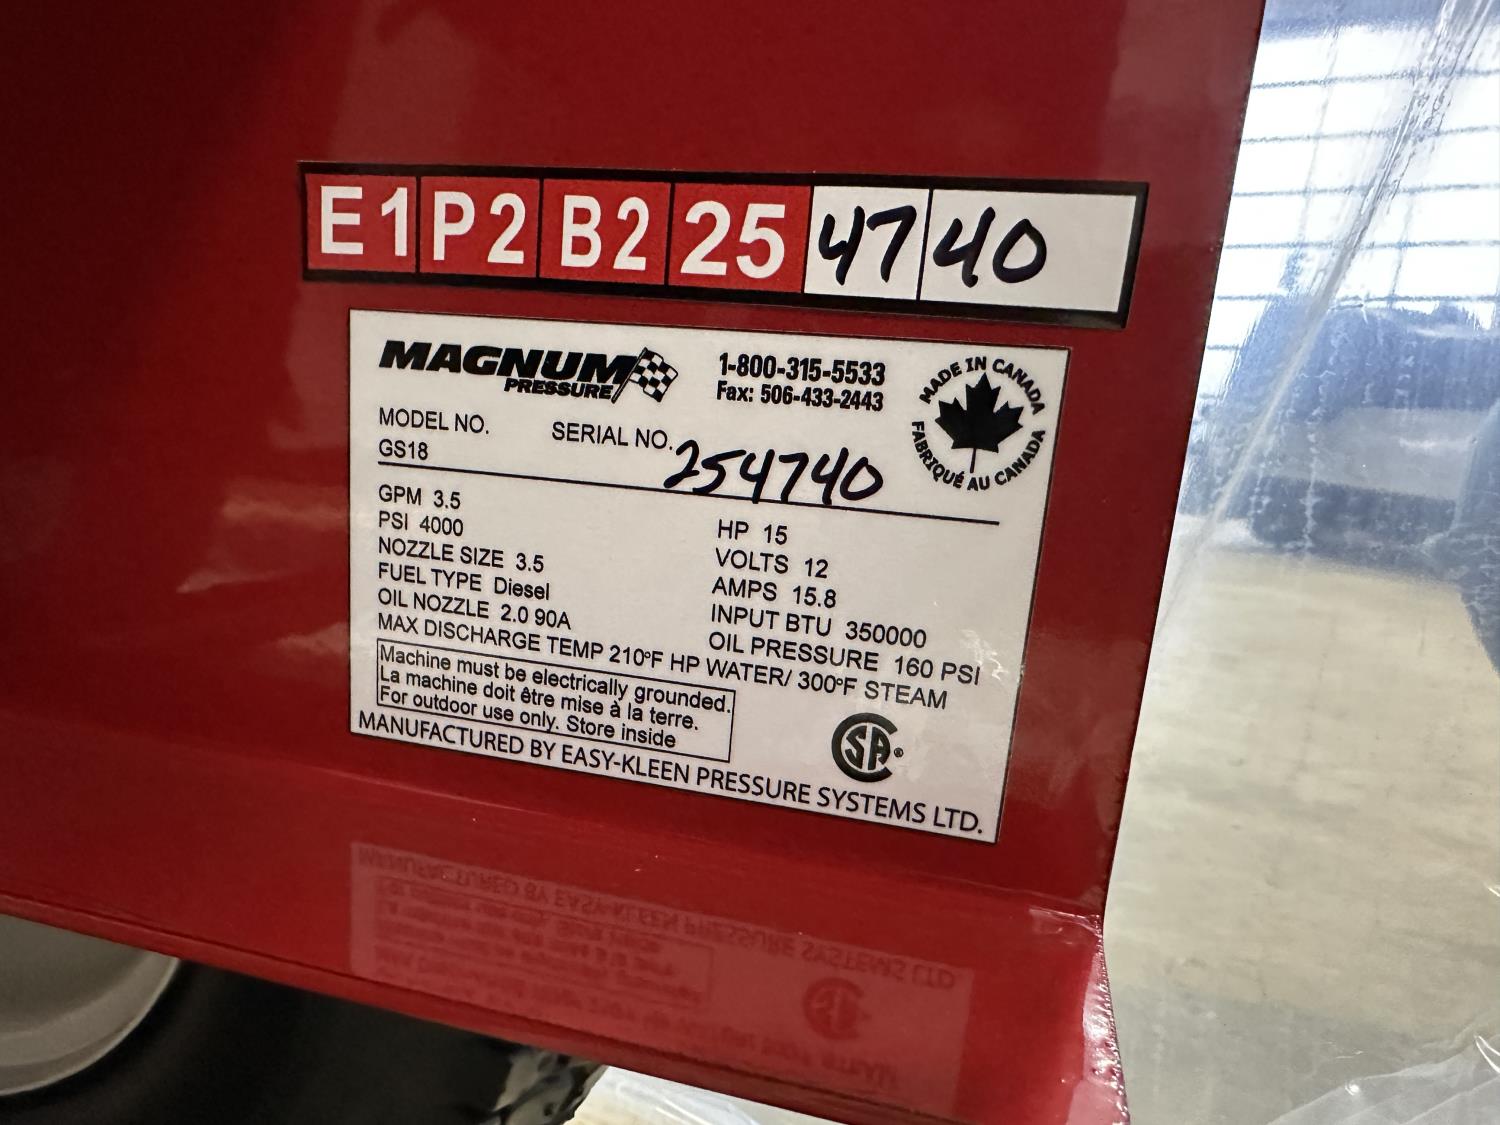 E1 P2 B2 25 47 40
MAGNUM
PRESSURE
1-800-315-5533
Fax: 506-433-2443
MADE IN CANADA
FABRIQUÉ AU CANADA
MODEL NO.
GS18
SERIAL NO. 254740
GPM 3.5
PSI 4000
NOZZLE SIZE 3.5
FUEL TYPE Diesel
OIL NOZZLE 2.0 90A
HP 15
VOLTS 12
AMPS 15.8
INPUT BTU 350000
OIL PRESSURE 160 PSI
MAX DISCHARGE TEMP 210°F HP WATER/ 300°F STEAM
Machine must be electrically grounded.
La machine doit être mise à la terre.
For outdoor use only. Store inside
CSA®
MANUFACTURED BY EASY-KLEEN PRESSURE SYSTEMS LTD.